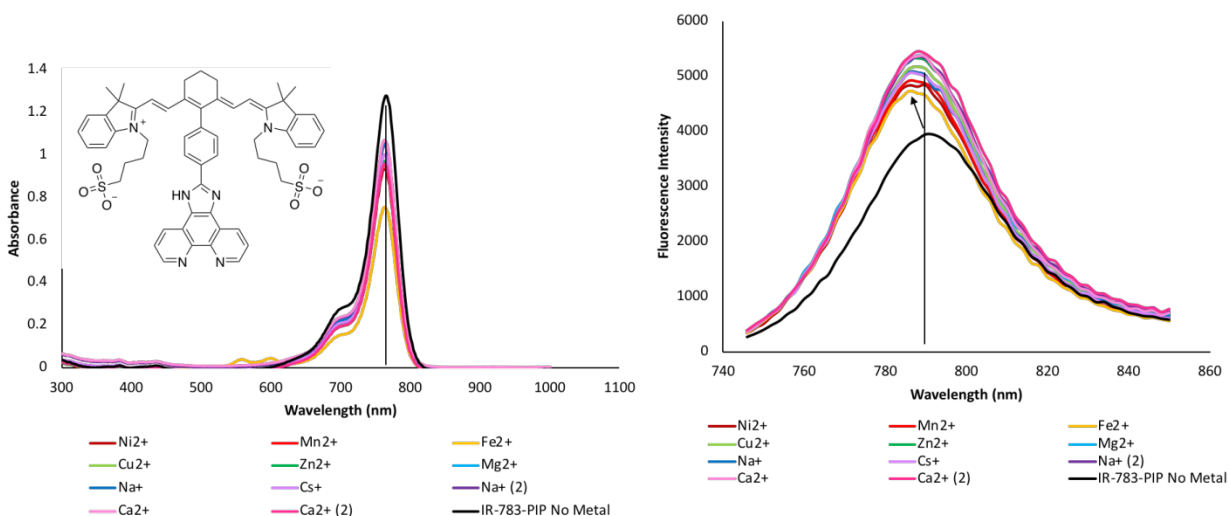 1.4
1.2
1
0.8
0.6
0.4
0.2
0
Absorbance
N
+
N
O
O
S
O−
O
S
O−
O
HN
N
N
N
300 400 500 600 700 800 900 1000 1100
Wavelength (nm)
Ni2+ Mn2+ Fe2+
Cu2+ Zn2+ Mg2+
Na+ Cs+ Na+ (2)
Ca2+ Ca2+ (2) IR-783-PIP No Metal
6000
5000
4000
3000
2000
1000
0
Fluorescence Intensity
740 760 780 800 820 840 860
Wavelength (nm)
Ni2+ Mn2+ Fe2+
Cu2+ Zn2+ Mg2+
Na+ Cs+ Na+ (2)
Ca2+ Ca2+ (2) IR-783-PIP No Metal